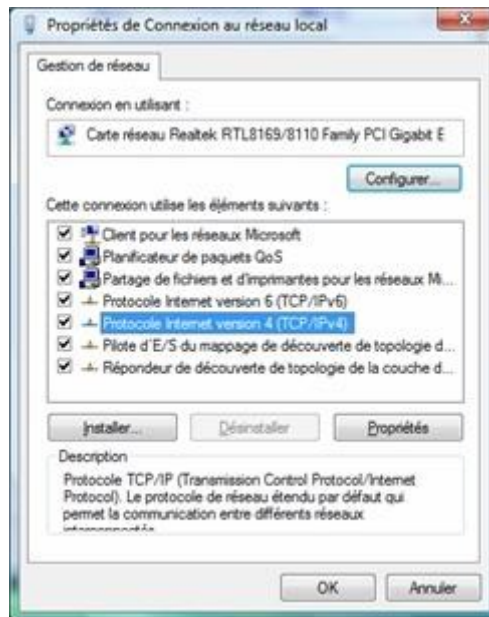 Propriétés de Connexion au réseau local
Gestion de réseau
Connexion en utilisant :
Carte réseau Realtek RTL8169/8110 Family PCI Gigabit E
Configurer...
Cette connexion utilise les éléments suivants :
Client pour les réseaux Microsoft
Planificateur de paquets QoS
Partage de fichiers et d'imprimantes pour les réseaux Mi...
Protocole Internet version 6 (TCP/IPv6)
Protocole Internet version 4 (TCP/IPv4)
Pilote d'E/S du mappage de découverte de topologie d...
Répondeur de découverte de topologie de la couche d...
Installer...
Désinstaller
Propriétés
Description
Protocole TCP/IP (Transmission Control Protocol/Internet
Protocol). Le protocole de réseau étendu par défaut qui
permet la communication entre différents réseaux
OK
Annuler